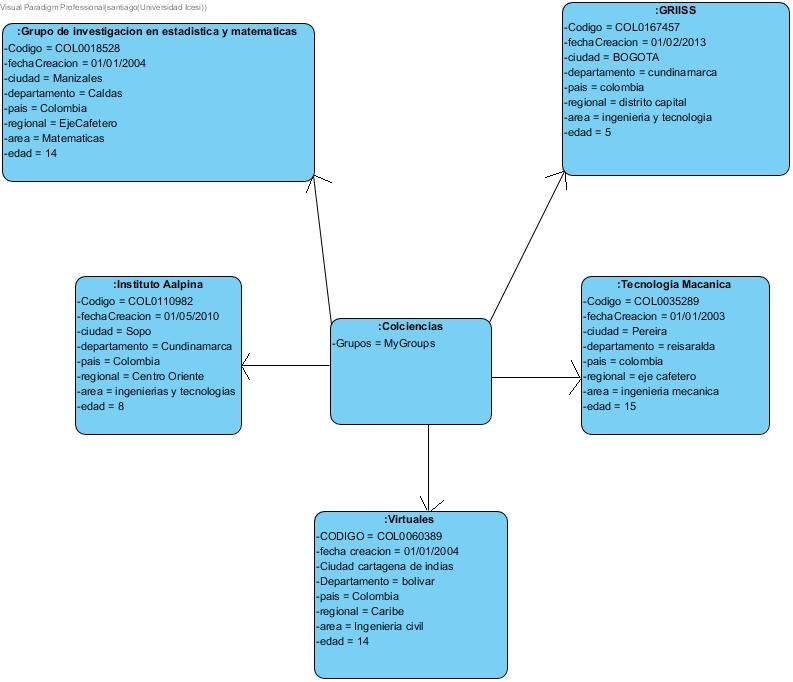 Visual Paradigm Professional(santiago(Universidad Icesi))
:Grupo de investigacion en estadistica y matematicas
-Codigo = COL0018528
-fechaCreacion = 01/01/2004
-ciudad = Manizales
-departamento = Caldas
-pais = Colombia
-regional = EjeCafetero
-area = Matematicas
-edad = 14
:GRIISS
-Codigo = COL0167457
-fechaCreacion = 01/02/2013
-ciudad = BOGOTA
-departamento = cundinamarca
-pais = colombia
-regional = distrito capital
-area = ingenieria y tecnologia
-edad = 5
:Instituto Aalpina
-Codigo = COL0110982
-fechaCreacion = 01/05/2010
-ciudad = Sopo
-departamento = Cundinamarca
-pais = Colombia
-regional = Centro Oriente
-area = ingenierias y tecnologias
-edad = 8
:Colciencias
-Grupos = MyGroups
:Tecnologia Macanica
-Codigo = COL0035289
-fechaCreacion = 01/01/2003
-ciudad = Pereira
-departamento = reisaralda
-pais = colombia
-regional = eje cafetero
-area = ingenieria mecanica
-edad = 15
:Virtuales
-CODIGO = COL0060389
-fecha creacion = 01/01/2004
-Ciudad cartagena de indias
-Departamento = bolivar
-pais = Colombia
-regional = Caribe
-area = Ingenieria civil
-edad = 14